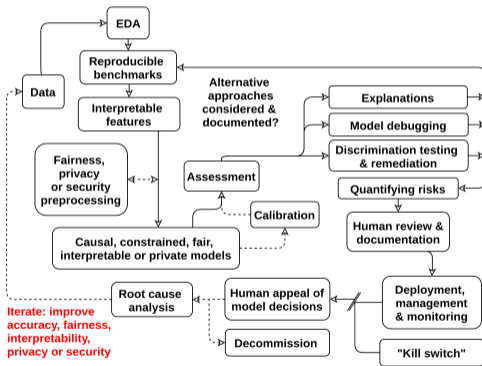 EDA
Reproducible
benchmarks
Data
Interpretable
features
Alternative
approaches
considered &
documented?
Explanations
Model debugging
Discrimination testing
& remediation
Fairness,
privacy
or security
preprocessing
Assessment
Quantifying risks
Calibration
Human review &
documentation
Causal, constrained, fair,
interpretable or private models
Root cause
analysis
Human appeal of
model decisions
Deployment,
management
& monitoring
Iterate: improve
accuracy, fairness,
interpretability,
privacy or security
Decommission
"Kill switch"